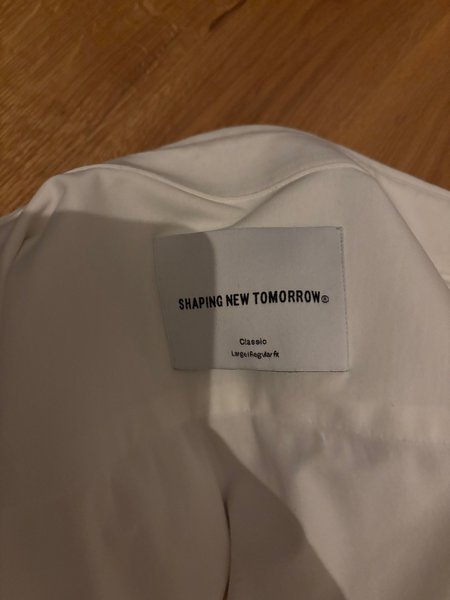 SHAPING NEW TOMORROW®
Classic
Large|Regular fit